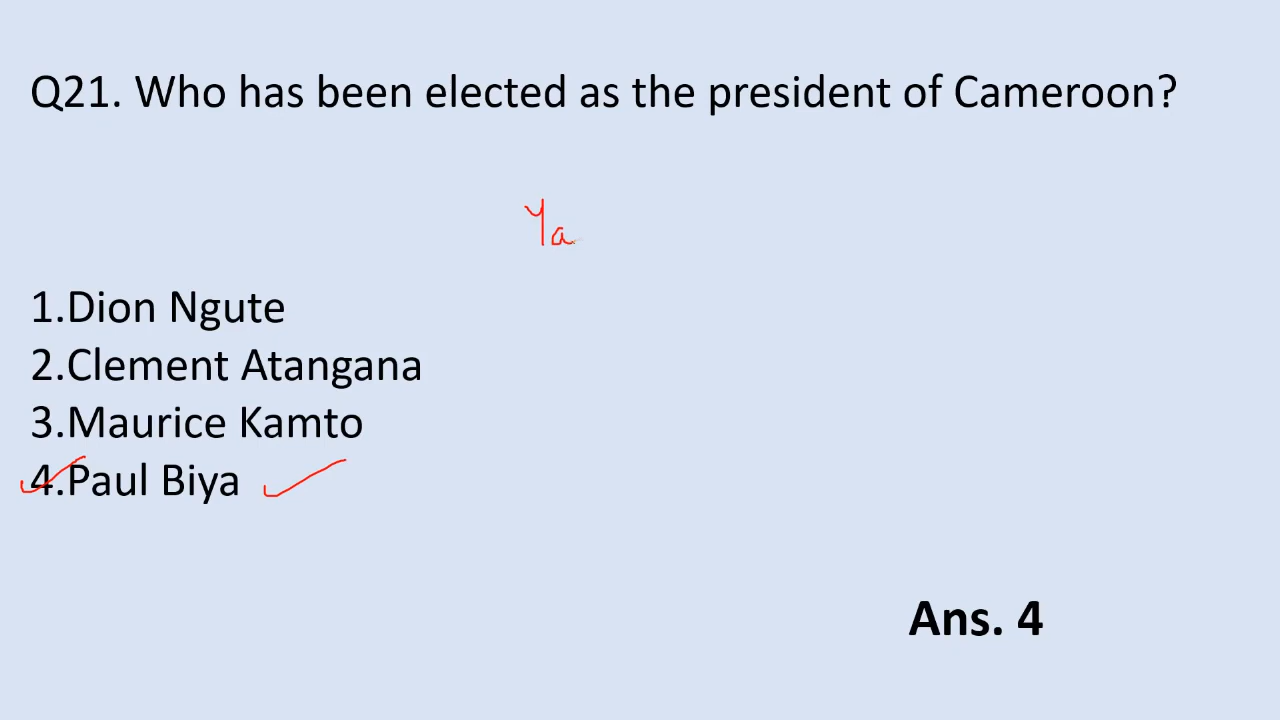 Q21. Who has been elected as the president of Cameroon?
Ya
1.Dion Ngute
2.Clement Atangana
3.Maurice Kamto
4.Paul Biya
Ans. 4